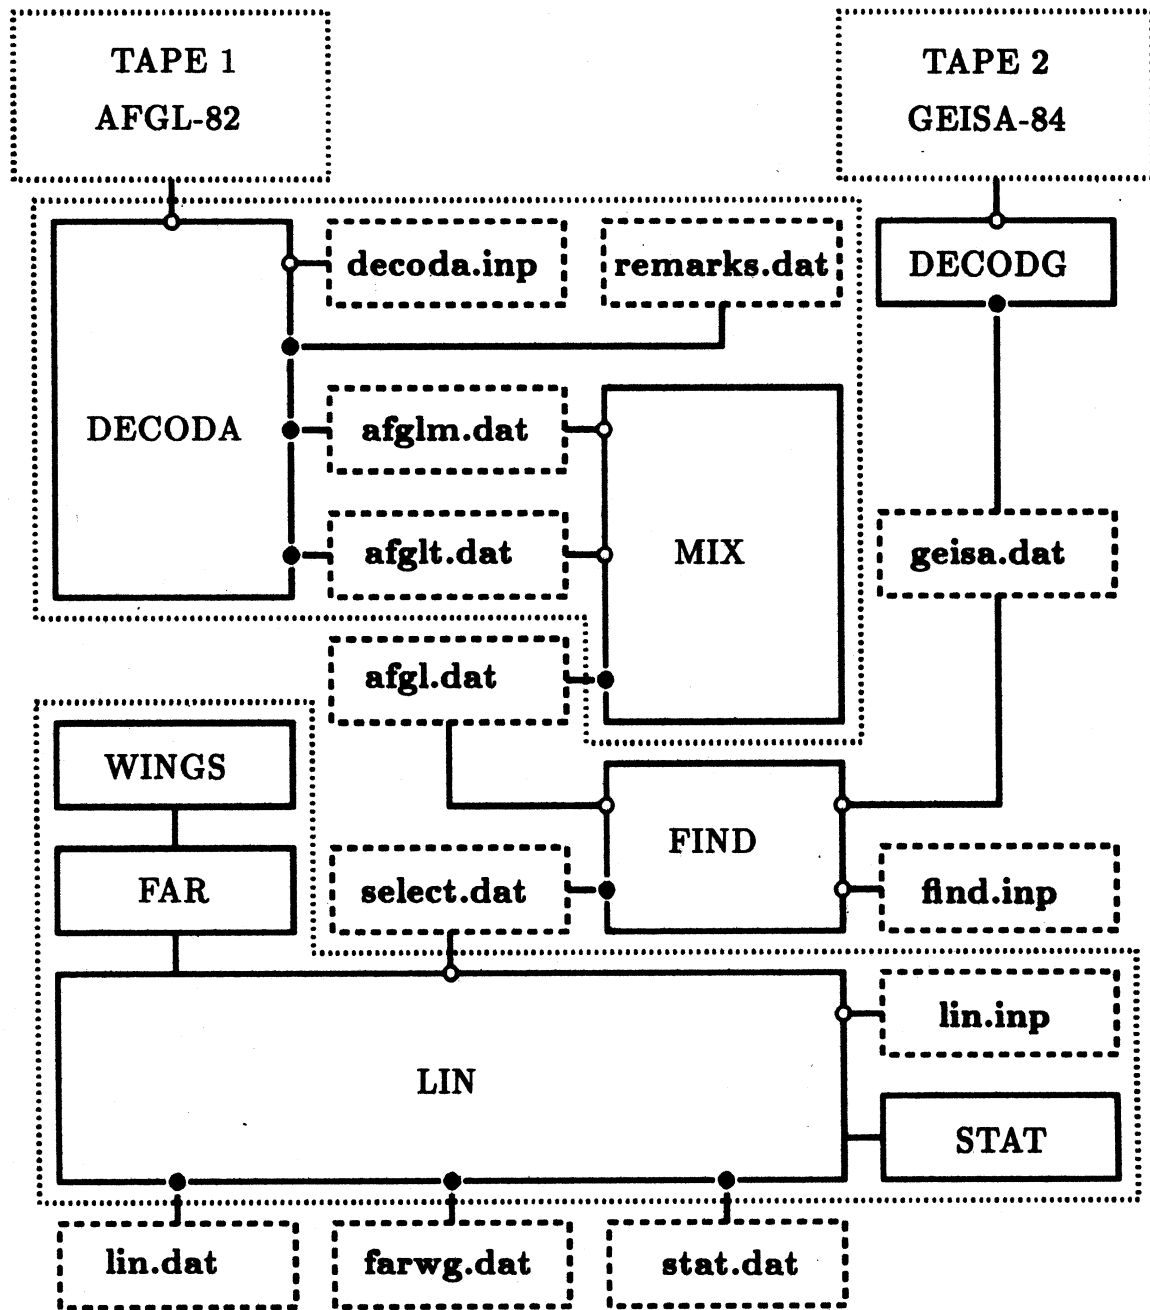 TAPE 1
AFGL-82
TAPE 2
GEISA-84
decoda.inp
remarks.dat
DECODG
DECODA
afglm.dat
afglt.dat
MIX
geisa.dat
afgl.dat
WINGS
FIND
FAR
select.dat
find.inp
lin.inp
LIN
STAT
lin.dat
farwg.dat
stat.dat